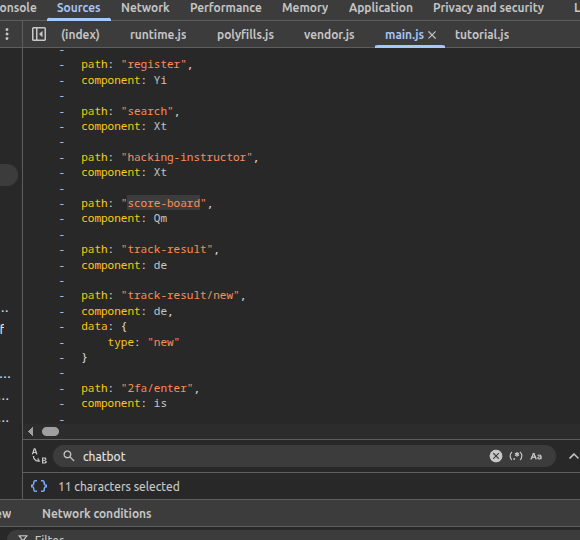 onsole Sources Network Performance Memory Application Privacy and security
(index) runtime.js polyfills.js vendor.js main.js × tutorial.js
-
- path: "register",
- component: Yi
-
- path: "search",
- component: Xt
-
- path: "hacking-instructor",
- component: Xt
-
- path: "score-board",
- component: Qm
-
- path: "track-result",
- component: de
-
- path: "track-result/new",
- component: de,
- data: {
- type: "new"
- }
-
- path: "2fa/enter",
- component: is
-
f
...
...
...
...
A B chatbot (.*) Aa
{} 11 characters selected
ew Network conditions
Filter